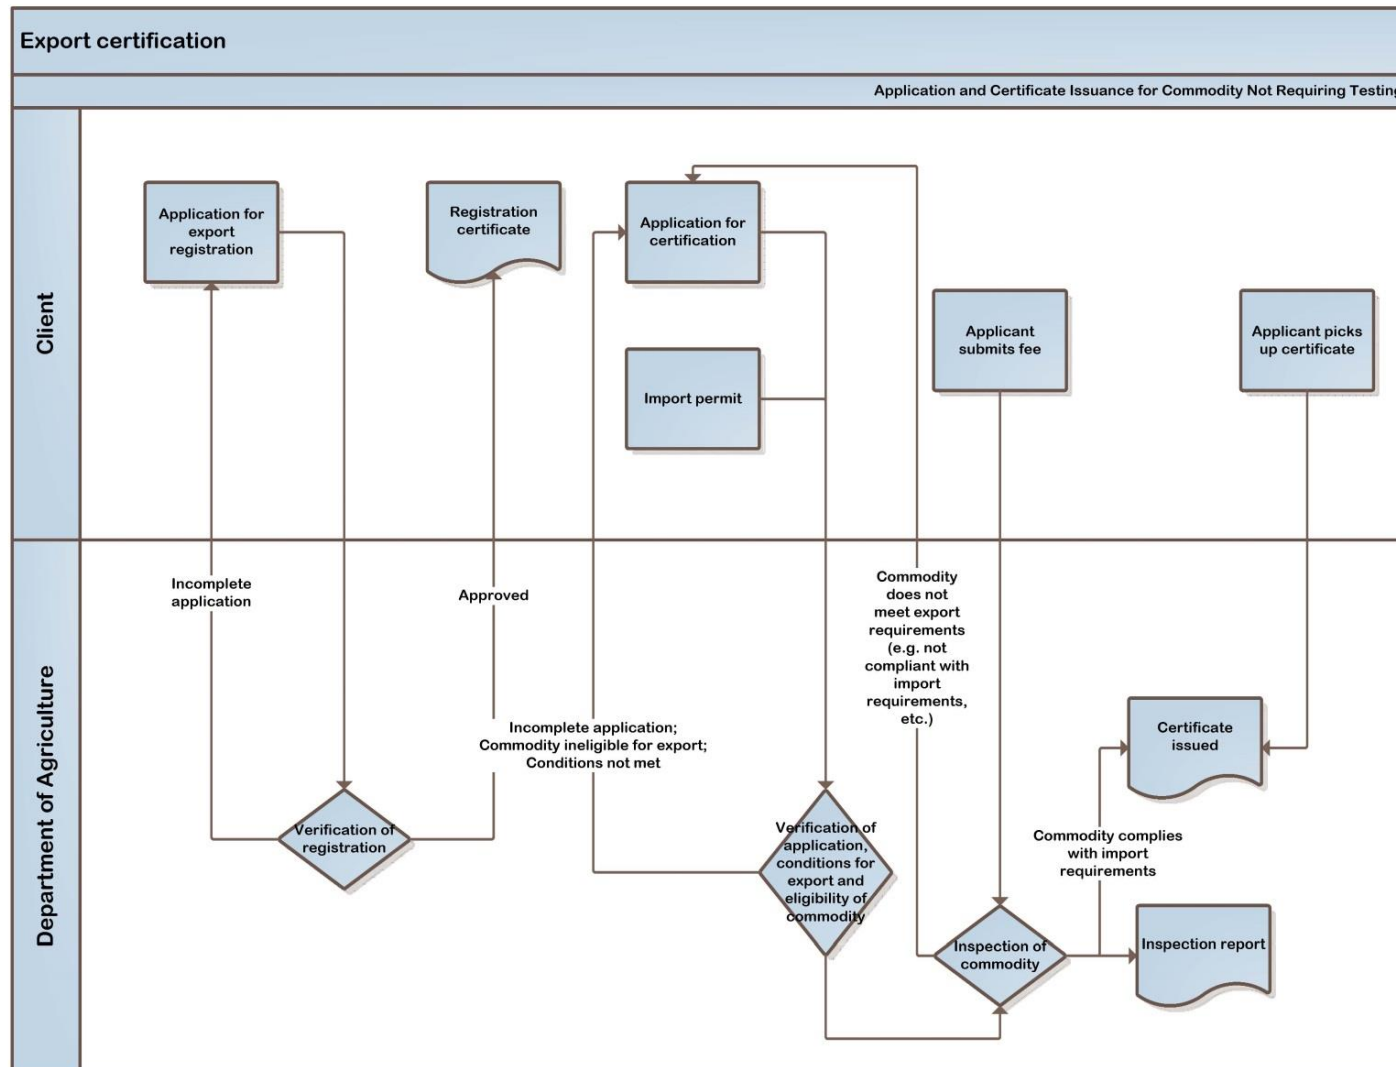 Export certification
Application and Certificate Issuance for Commodity Not Requiring Testing
Client
Application for
export
registration
Registration
certificate
Application for
certification
Import permit
Applicant
submits fee
Applicant picks
up certificate
Department of Agriculture
Incomplete
application
Approved
Incomplete application;
Commodity ineligible for export;
Conditions not met
Commodity
does not
meet export
requirements
(e.g. not
compliant with
import
requirements,
etc.)
Verification of
registration
Verification of
application,
conditions for
export and
eligibility of
commodity
Inspection of
commodity
Certificate
issued
Commodity complies
with import
requirements
Inspection report